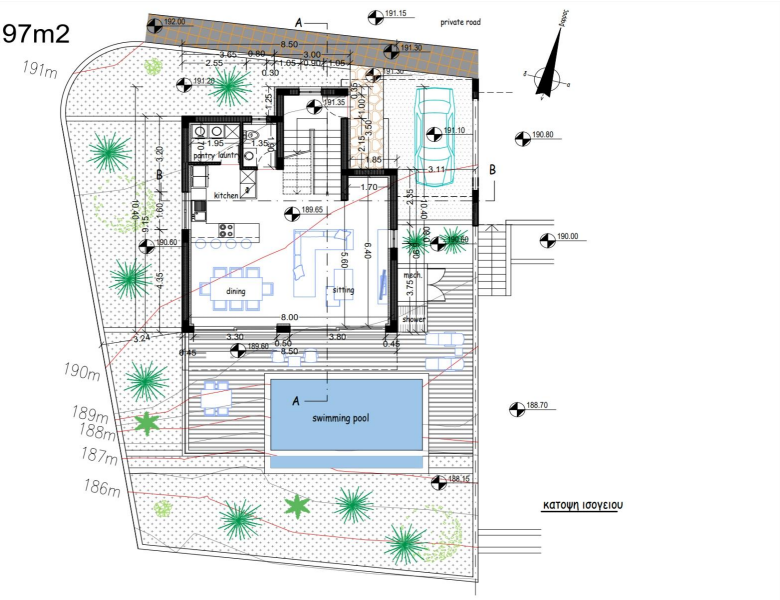 191.15
192.00
private road
97m2
A
8.50
191.30
3.65 0.80 3.00
2.55
1.05 0.90 1.05
191m
0.30
191.30
191.20
191.35
1.25
0.35
1.00
3.50
2.15
191.10
190.80
1.95
1.35
1.70
pantry
3.20
1.85
3.11
B
B
kitchen
1.70
189.65
10.40
9.15
1.60
2.35
10.40
190.60
190.60
190.00
5.60
6.40
mech.
4.35
dining
sitting
3.75
shower
8.00
3.24
3.30
0.50
3.80
0.45
8.50
0.45
189.60
190m
A
189m
swimming pool
188.70
188m
187m
188.15
186m
κατοψη ισογειου